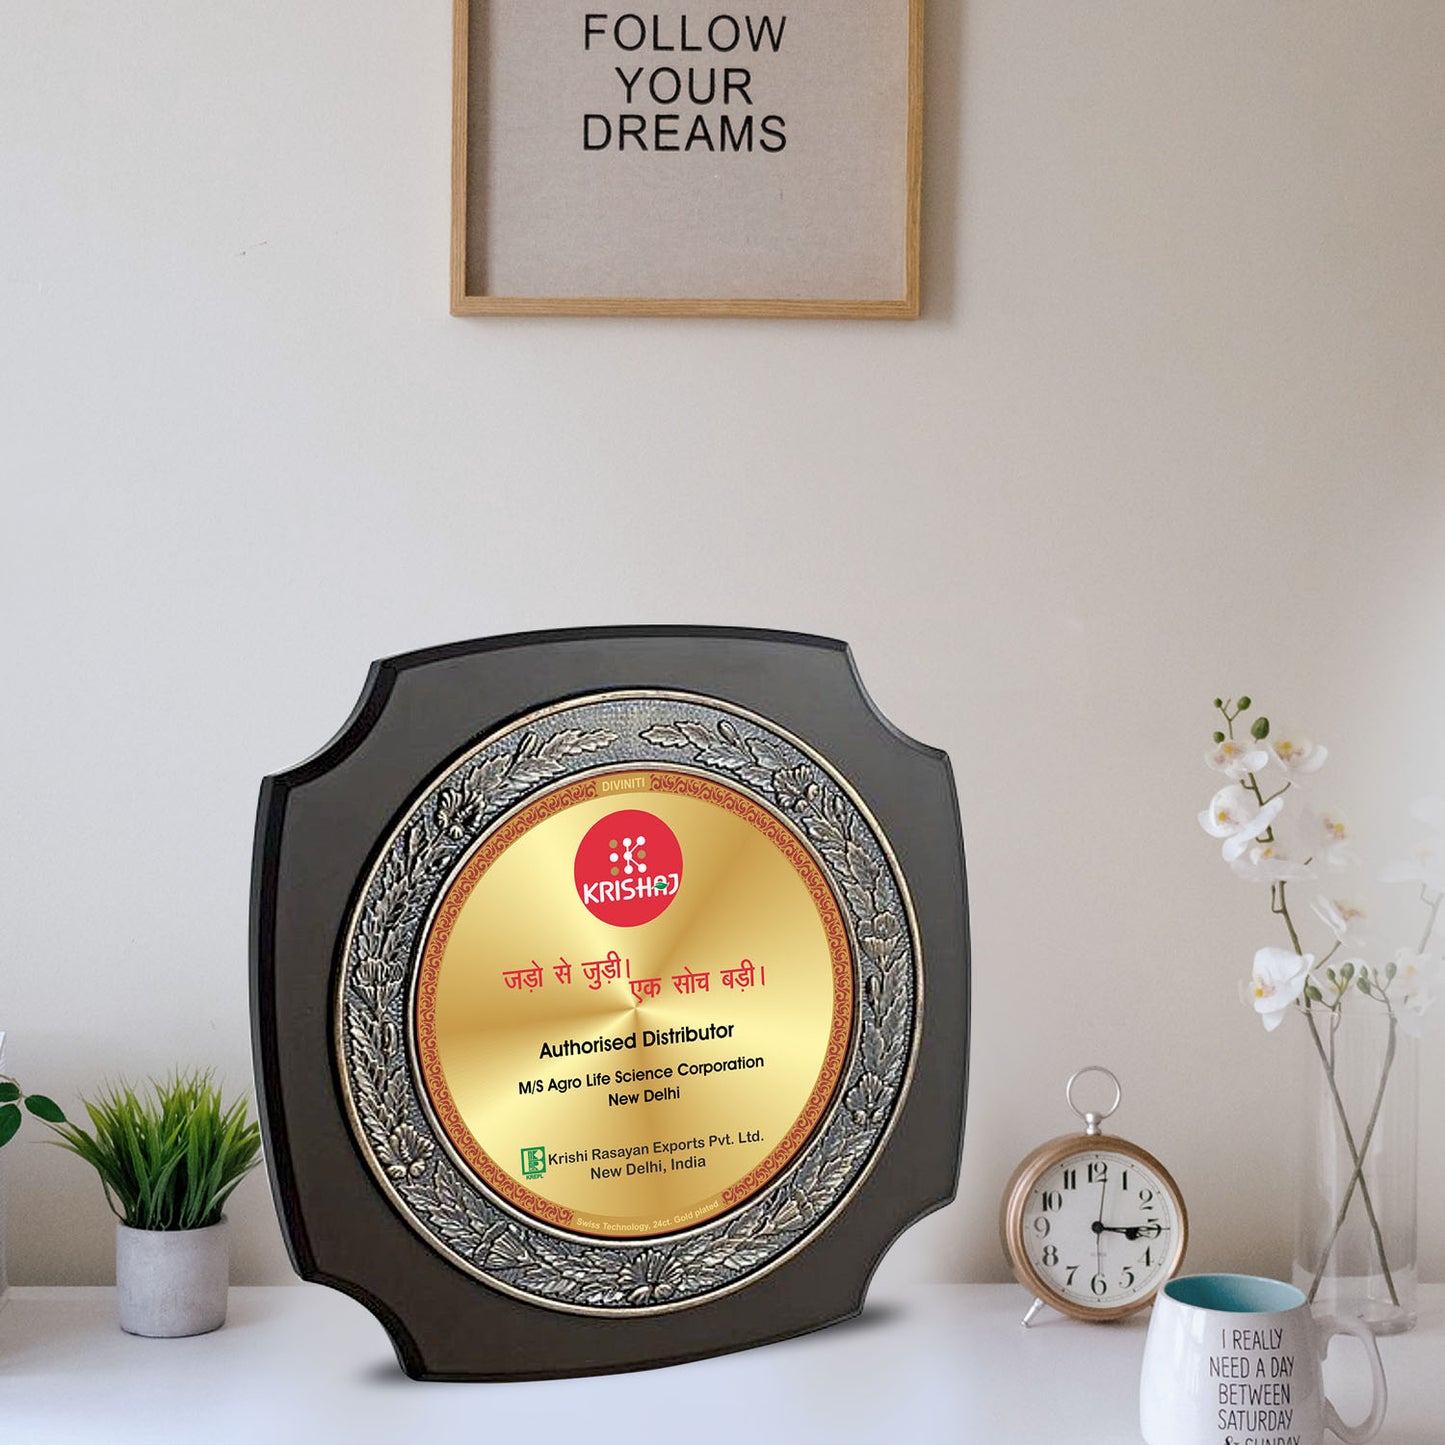 FOLLOW
YOUR
DREAMS
DIVINITI
KRISHAJ
जड़ो से जुड़ी।
एक सोच बड़ी।
Authorised Distributor
M/S Agro Life Science Corporation
New Delhi
KREPL
Krishi Rasayan Exports Pvt. Ltd.
New Delhi, India
Swiss Technology, 24ct. Gold plated
12
1
2
3
4
5
6
7
8
9
10
11
I REALLY
NEED A DAY
BETWEEN
SATURDAY
& SUNDAY